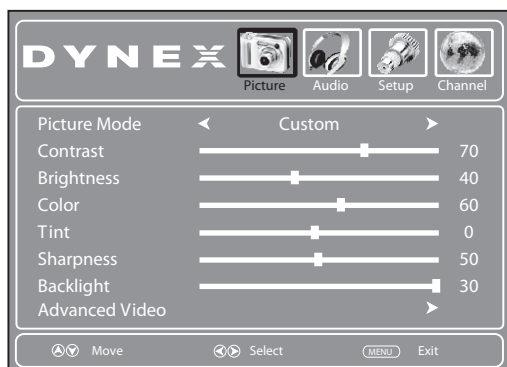 DYNEX
Picture Audio Setup Channel
Picture Mode Custom
Contrast 70
Brightness 40
Color 60
Tint 0
Sharpness 50
Backlight 30
Advanced Video
Move Select MENU Exit